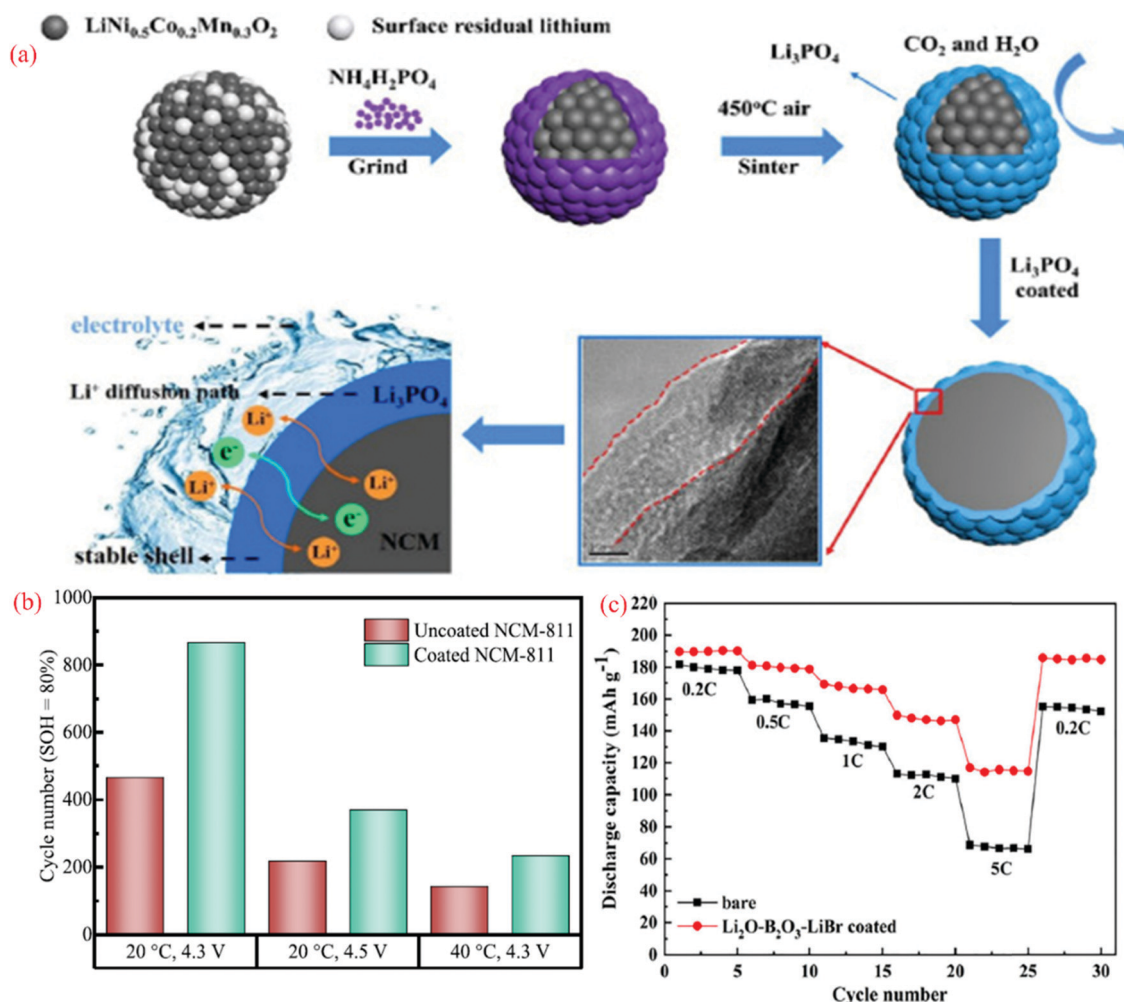 (a)
LiNi0.5Co0.2Mn0.3O2
Surface residual lithium
NH4H2PO4
Grind
450°C air
Sinter
Li3PO4
CO2 and H2O
Li3PO4
coated
electrolyte
Li+ diffusion path
Li3PO4
Li+
e-
Li+
Li+
e-
NCM
Li+
stable shell
(b)
1000
800
600
400
200
0
Cycle number (SOH = 80%)
Uncoated NCM-811
Coated NCM-811
20 °C, 4.3 V
20 °C, 4.5 V
40 °C, 4.3 V
(c)
220
200
180
160
140
120
100
80
60
40
20
0
Discharge capacity (mAh g-1)
0.2C
0.5C
1C
2C
5C
0.2C
bare
Li2O-B2O3-LiBr coated
0 5 10 15 20 25 30
Cycle number